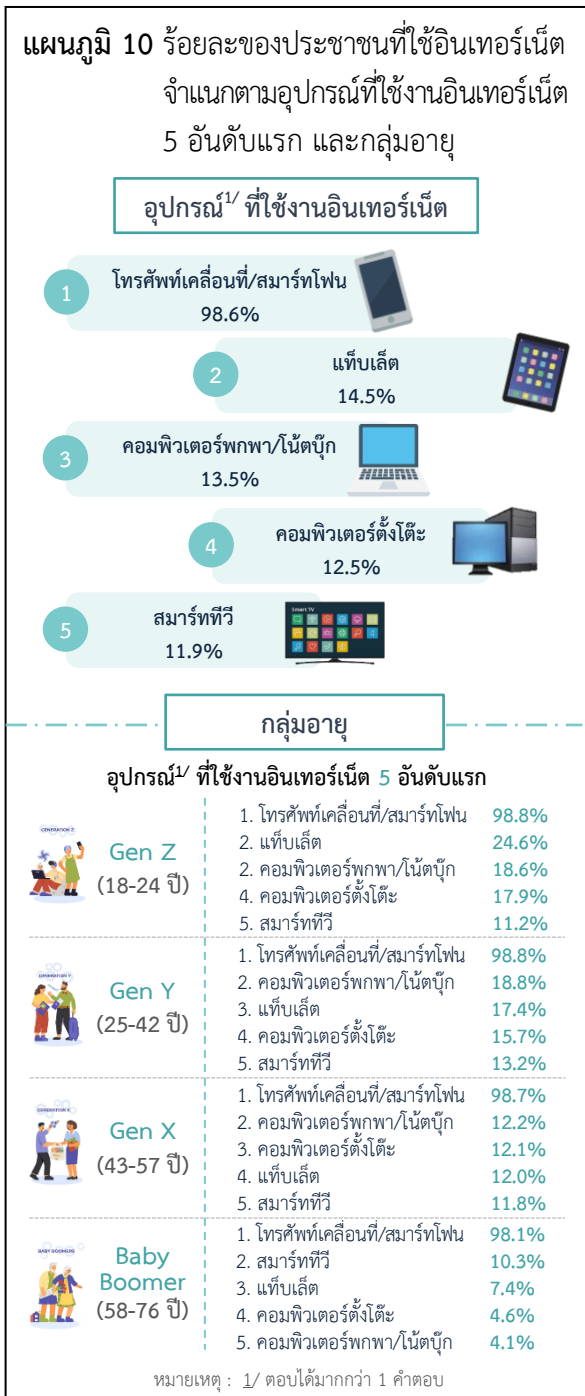 แผนภูมิ 10 ร้อยละของประชาชนที่ใช้อินเทอร์เน็ต
จำแนกตามอุปกรณ์ที่ใช้งานอินเทอร์เน็ต
5 อันดับแรก และกลุ่มอายุ
อุปกรณ์1/ ที่ใช้งานอินเทอร์เน็ต
1 โทรศัพท์เคลื่อนที่/สมาร์ทโฟน
98.6%
2 แท็บเล็ต
14.5%
3 คอมพิวเตอร์พกพา/โน้ตบุ๊ก
13.5%
4 คอมพิวเตอร์ตั้งโต๊ะ
12.5%
5 สมาร์ททีวี
11.9%
Smart TV
กลุ่มอายุ
อุปกรณ์1/ ที่ใช้งานอินเทอร์เน็ต 5 อันดับแรก
GENERATION Z
Gen Z
(18-24 ปี)
1. โทรศัพท์เคลื่อนที่/สมาร์ทโฟน 98.8%
2. แท็บเล็ต 24.6%
2. คอมพิวเตอร์พกพา/โน้ตบุ๊ก 18.6%
4. คอมพิวเตอร์ตั้งโต๊ะ 17.9%
5. สมาร์ททีวี 11.2%
GENERATION Y
Gen Y
(25-42 ปี)
1. โทรศัพท์เคลื่อนที่/สมาร์ทโฟน 98.8%
2. คอมพิวเตอร์พกพา/โน้ตบุ๊ก 18.8%
3. แท็บเล็ต 17.4%
4. คอมพิวเตอร์ตั้งโต๊ะ 15.7%
5. สมาร์ททีวี 13.2%
GENERATION X
Gen X
(43-57 ปี)
1. โทรศัพท์เคลื่อนที่/สมาร์ทโฟน 98.7%
2. คอมพิวเตอร์พกพา/โน้ตบุ๊ก 12.2%
3. คอมพิวเตอร์ตั้งโต๊ะ 12.1%
4. แท็บเล็ต 12.0%
5. สมาร์ททีวี 11.8%
BABY BOOMERS
Baby
Boomer
(58-76 ปี)
1. โทรศัพท์เคลื่อนที่/สมาร์ทโฟน 98.1%
2. สมาร์ททีวี 10.3%
3. แท็บเล็ต 7.4%
4. คอมพิวเตอร์ตั้งโต๊ะ 4.6%
5. คอมพิวเตอร์พกพา/โน้ตบุ๊ก 4.1%
หมายเหตุ : 1/ ตอบได้มากกว่า 1 คำตอบ